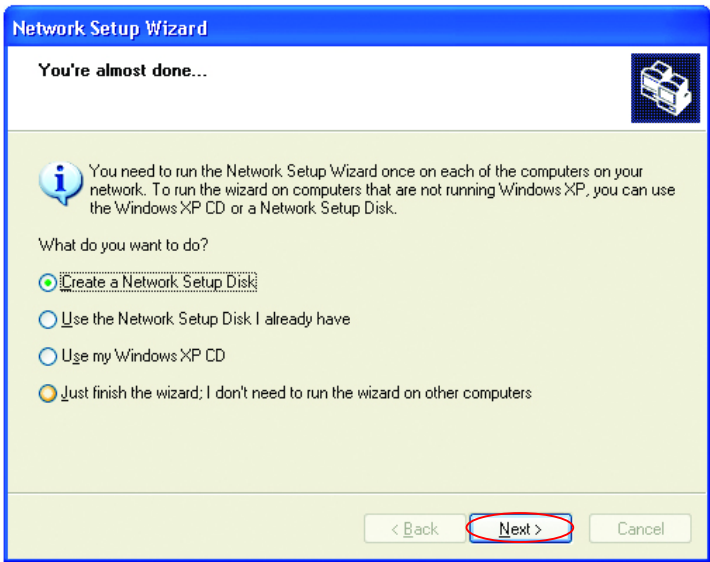 Network Setup Wizard
You're almost done...
You need to run the Network Setup Wizard once on each of the computers on your
network. To run the wizard on computers that are not running Windows XP, you can use
the Windows XP CD or a Network Setup Disk.
What do you want to do?
Create a Network Setup Disk
Use the Network Setup Disk I already have
Use my Windows XP CD
Just finish the wizard; I don't need to run the wizard on other computers
< Back
Next >
Cancel